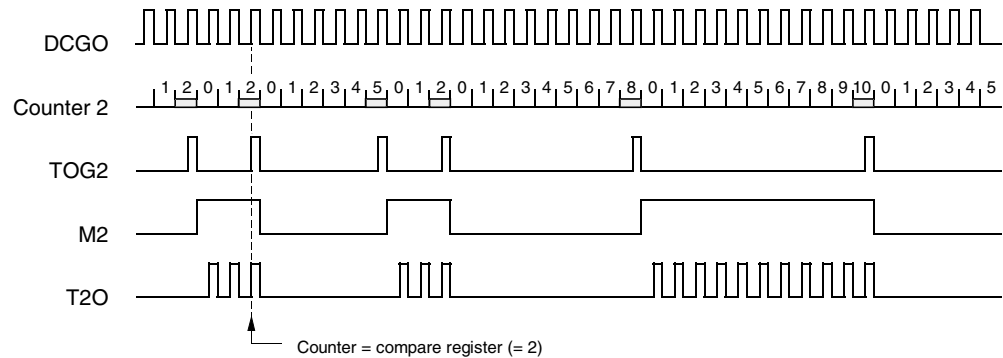 DCGO
1 2 0 1 2 0 1 2 3 4 5 0 1 2 0 1 2 3 4 5 6 7 8 0 1 2 3 4 5 6 7 8 9 10 0 1 2 3 4 5
Counter 2
TOG2
M2
T2O
Counter = compare register (= 2)